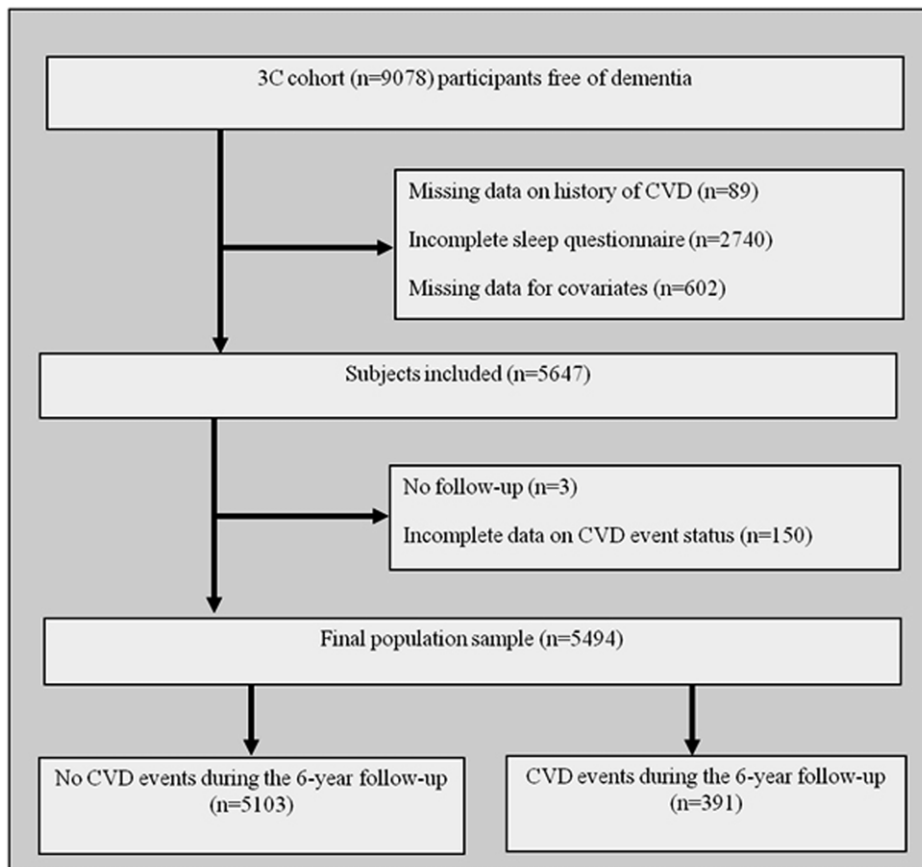 3C cohort (n=9078) participants free of dementia
Missing data on history of CVD (n=89)
Incomplete sleep questionnaire (n=2740)
Missing data for covariates (n=602)
Subjects included (n=5647)
No follow-up (n=3)
Incomplete data on CVD event status (n=150)
Final population sample (n=5494)
No CVD events during the 6-year follow-up
(n=5103)
CVD events during the 6-year follow-up
(n=391)